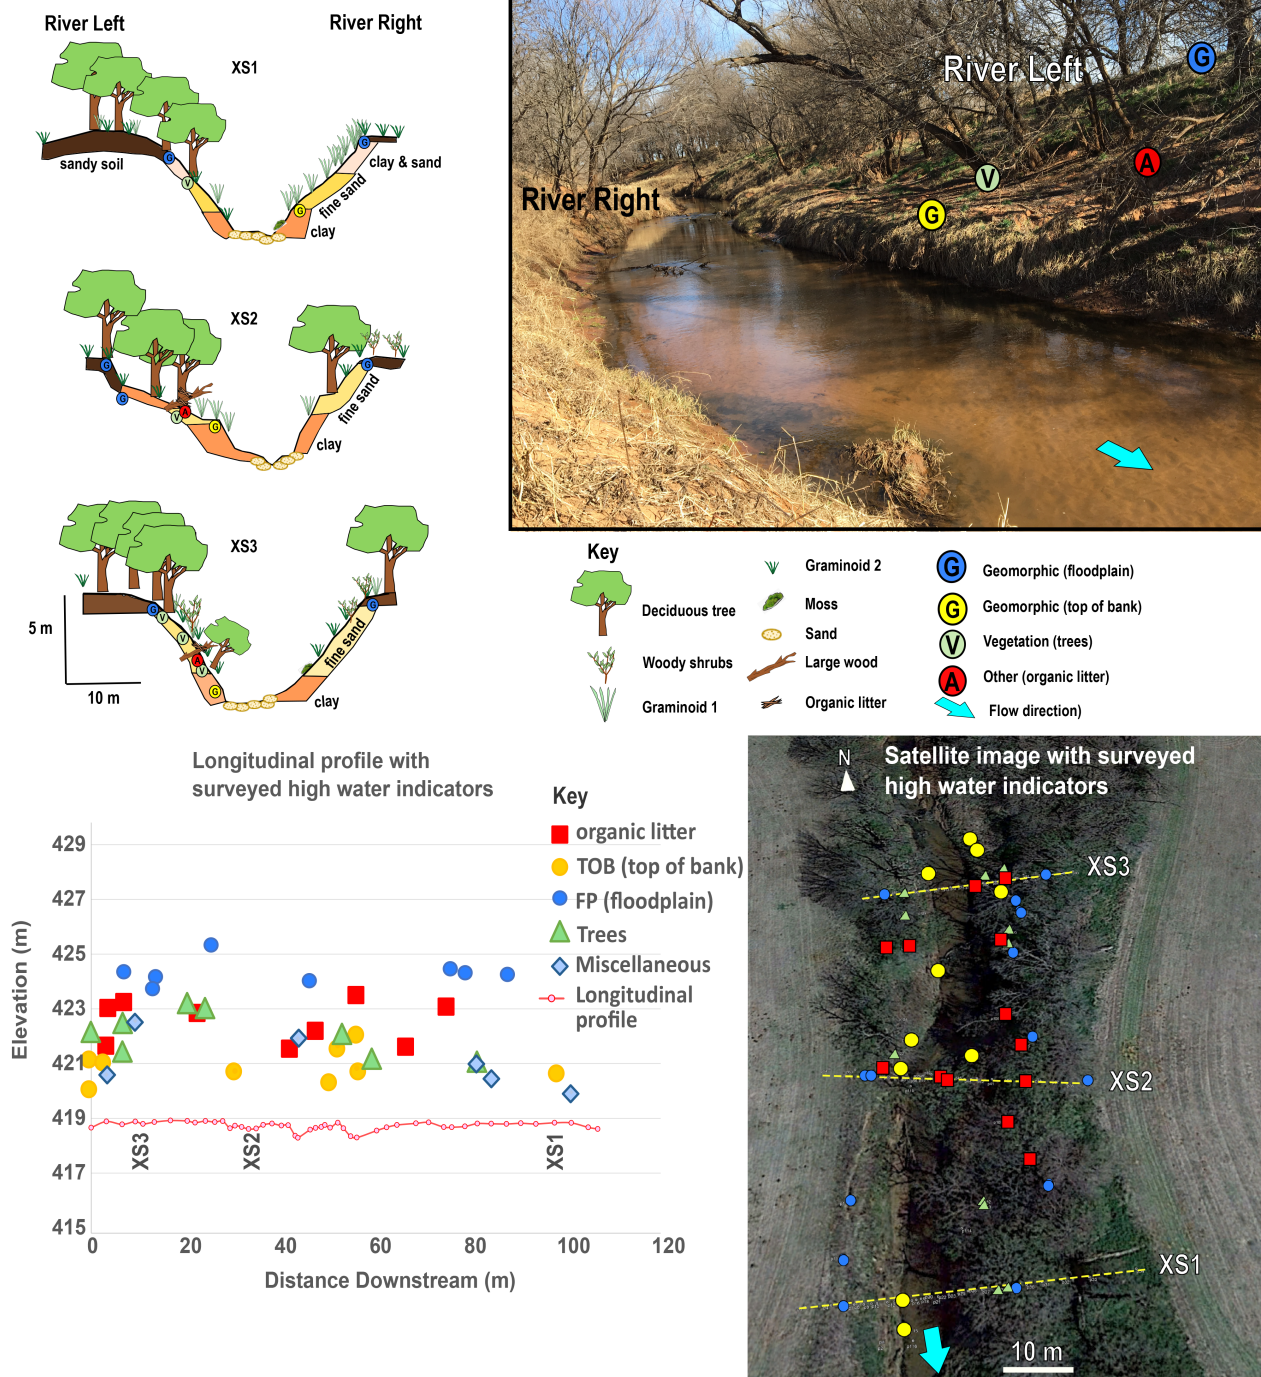 River Left
River Right
XS1
sandy soil
clay & sand
fine sand
clay
G
V
G
G
XS2
fine sand
clay
G
G
V
A
G
G
XS3
fine sand
clay
G
V
V
A
V
G
G
5 m
10 m
River Left
River Right
G
V
A
G
Key
Deciduous tree
Woody shrubs
Graminoid 1
Graminoid 2
Moss
Sand
Large wood
Organic litter
G Geomorphic (floodplain)
G Geomorphic (top of bank)
V Vegetation (trees)
A Other (organic litter)
Flow direction)
Longitudinal profile with
surveyed high water indicators
Key
organic litter
TOB (top of bank)
FP (floodplain)
Trees
Miscellaneous
Longitudinal
profile
Elevation (m)
429
427
425
423
421
419
417
415
XS3
XS2
XS1
0 20 40 60 80 100 120
Distance Downstream (m)
N
Satellite image with surveyed
high water indicators
XS3
XS2
XS1
10 m